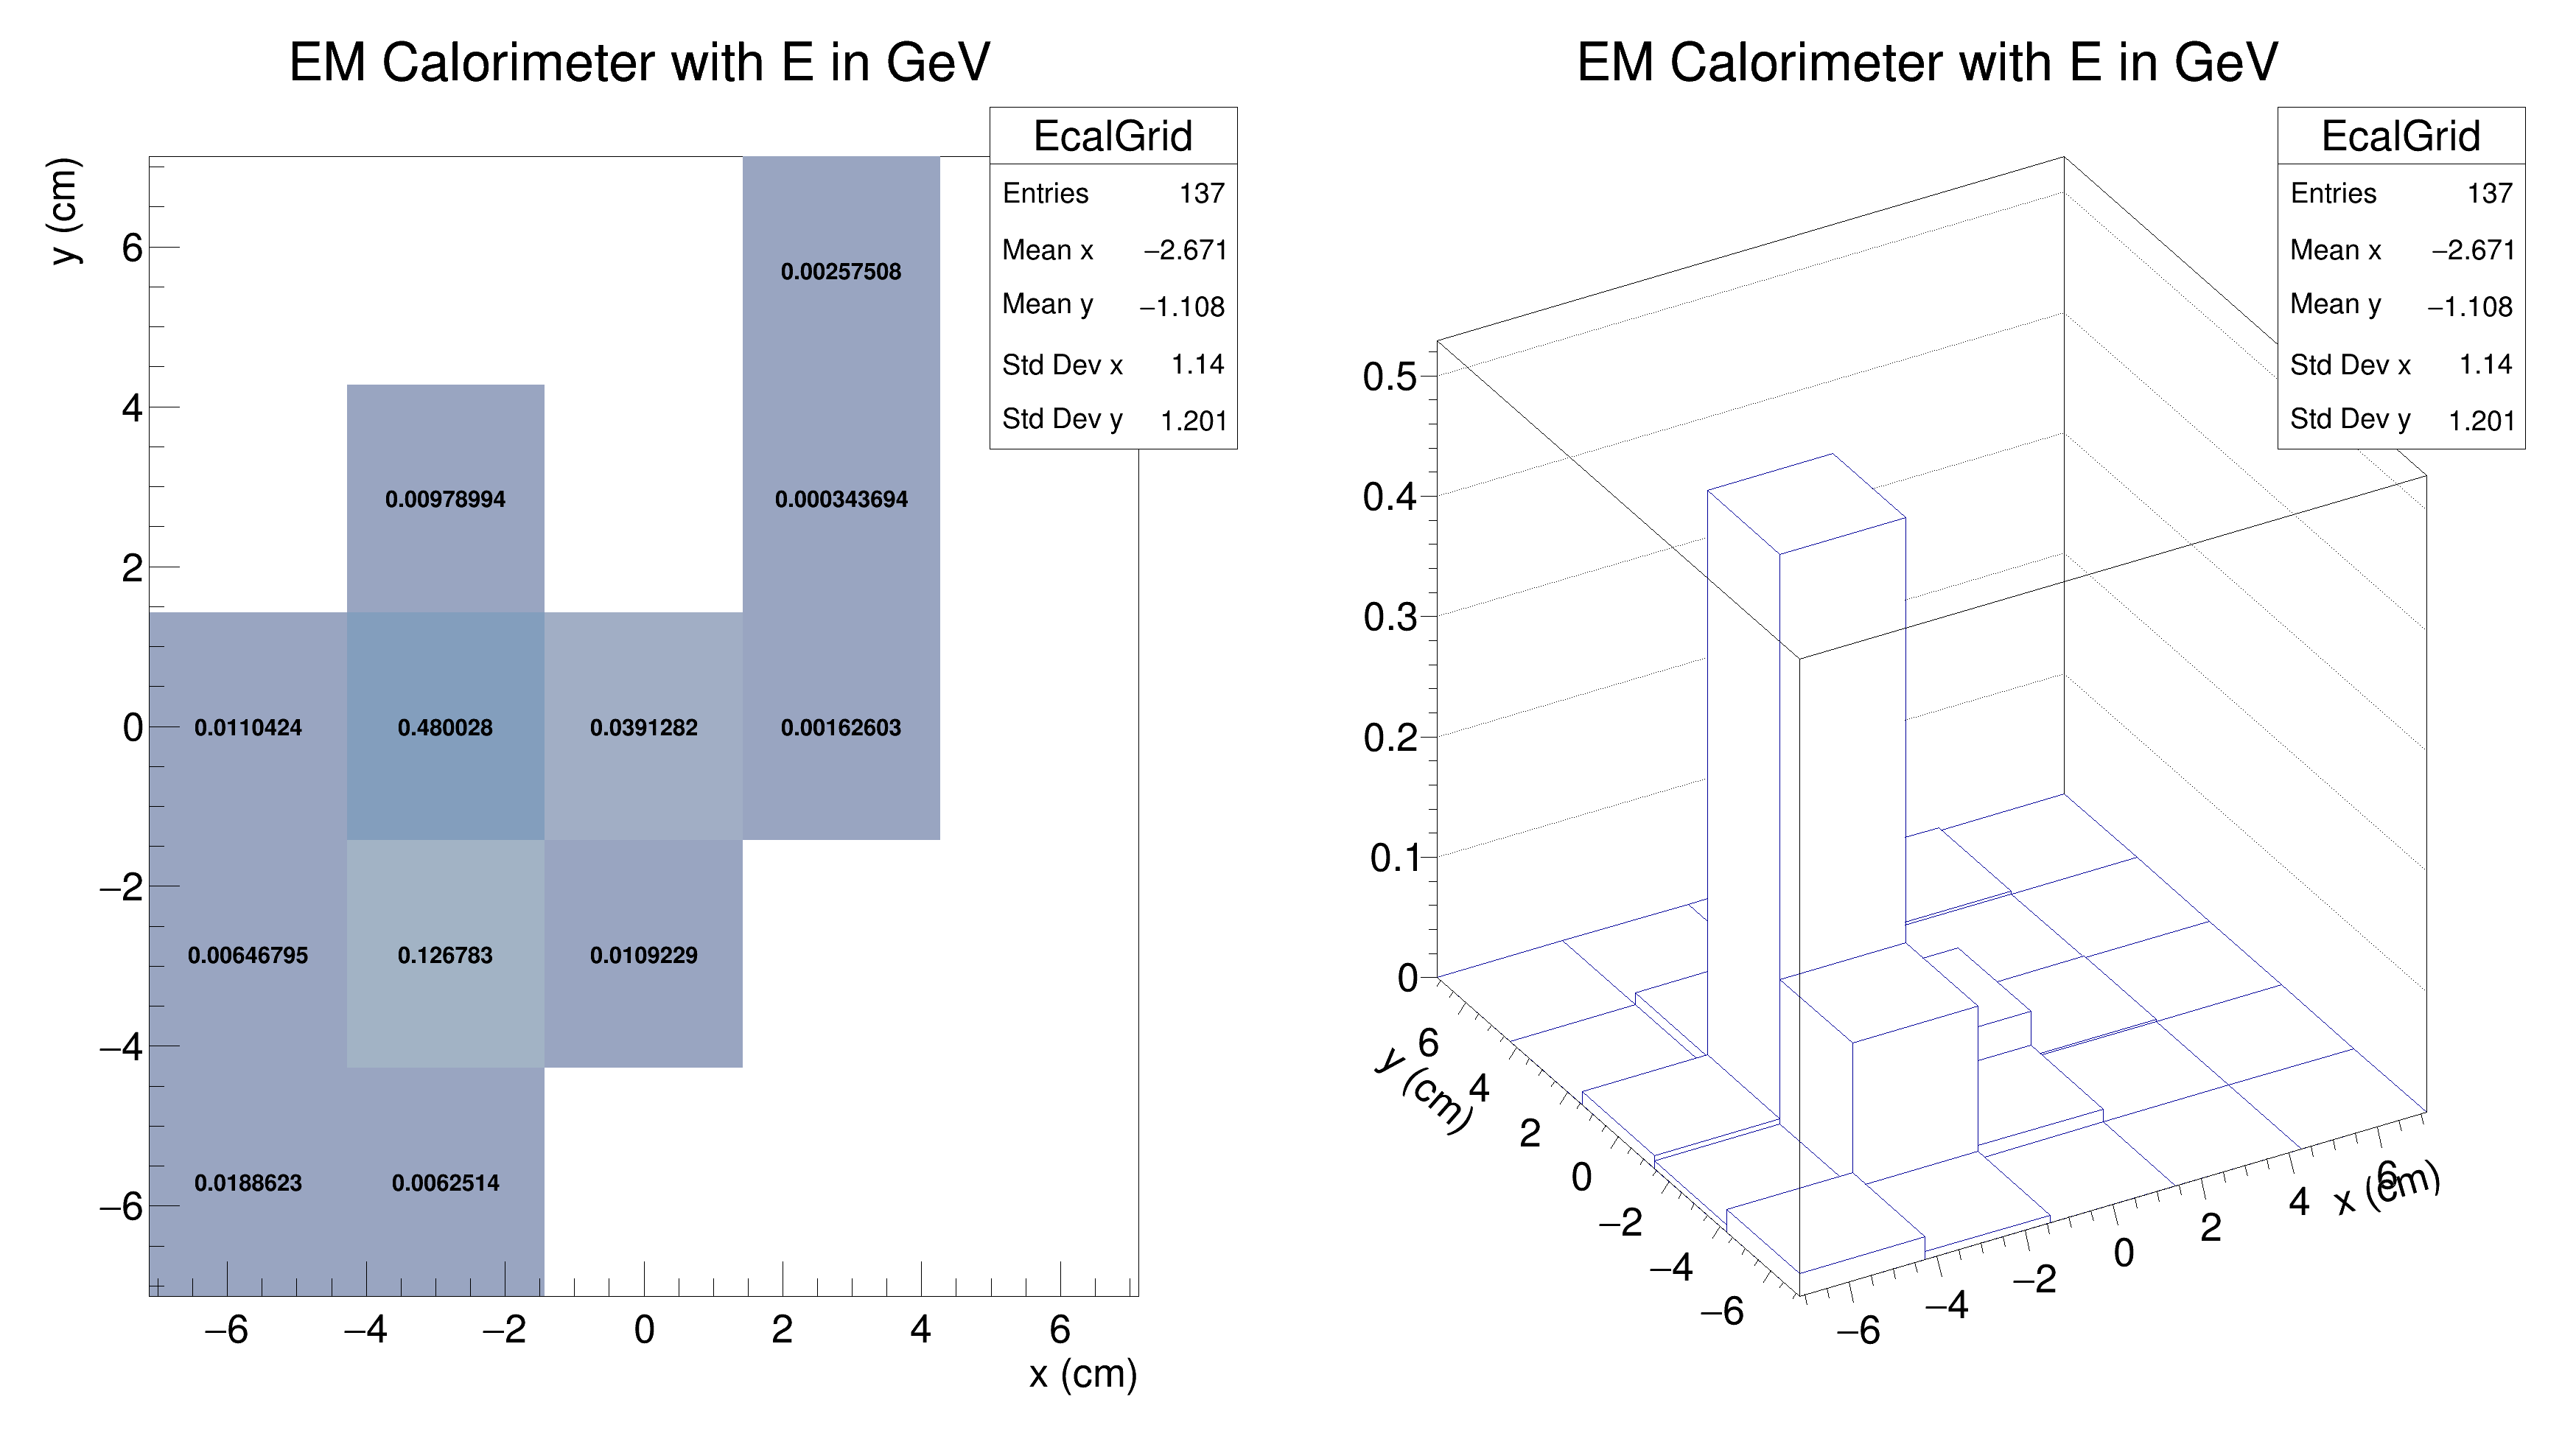 EM Calorimeter with E in GeV
EcalGrid
Entries 137
Mean x −2.671
Mean y −1.108
Std Dev x 1.14
Std Dev y 1.201
y (cm)
6
4
2
0
−2
−4
−6
0.00257508
0.00978994 0.000343694
0.0110424 0.480028 0.0391282 0.00162603
0.00646795 0.126783 0.0109229
0.0188623 0.0062514
−6 −4 −2 0 2 4 6
x (cm)
EM Calorimeter with E in GeV
EcalGrid
Entries 137
Mean x −2.671
Mean y −1.108
Std Dev x 1.14
Std Dev y 1.201
0.5
0.4
0.3
0.2
0.1
0
y (cm)
6
4
2
0
−2
−4
−6
−6 −4 −2 0 2 4 6
x (cm)